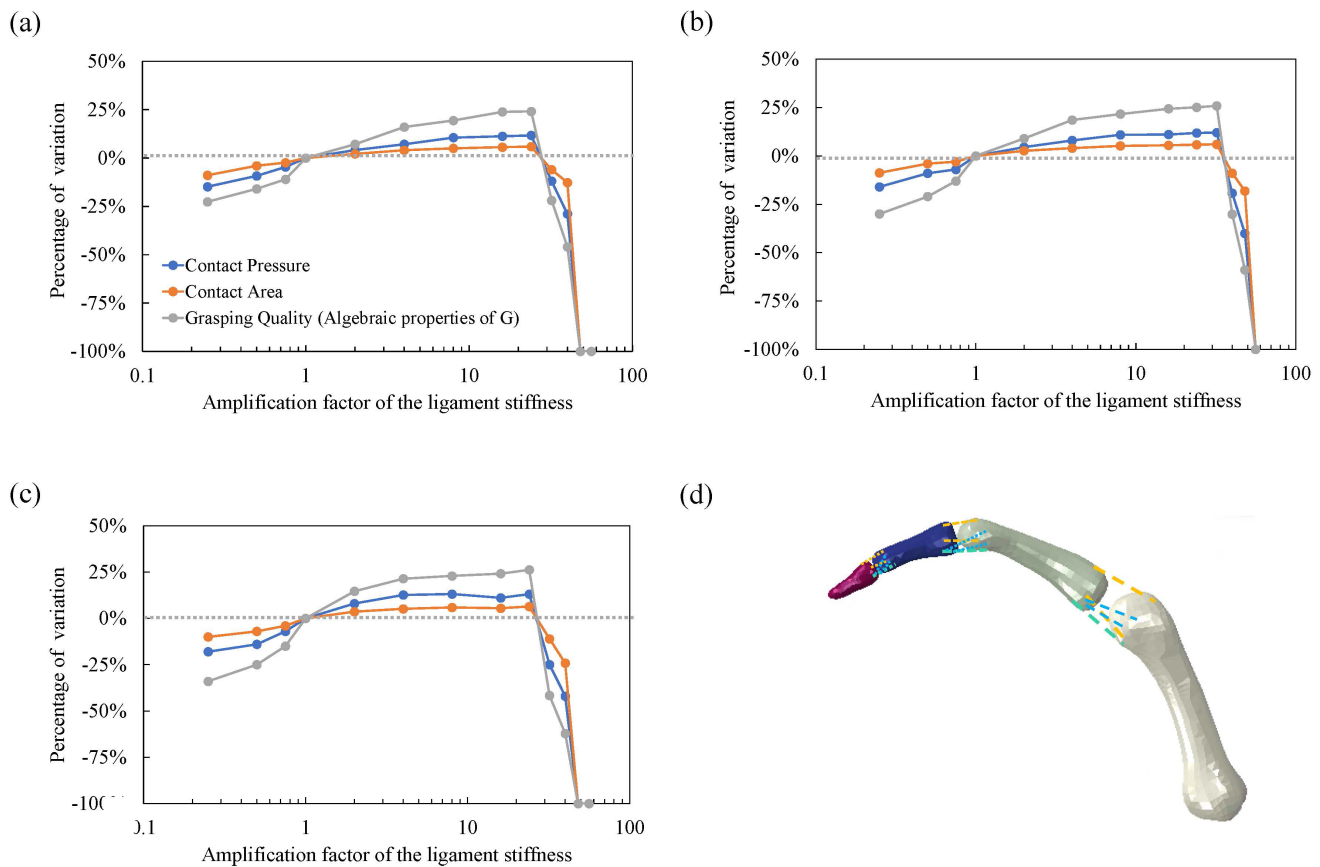 (a)
50%
25%
0%
-25%
-50%
-75%
-100%
Percentage of variation
Contact Pressure
Contact Area
Grasping Quality (Algebraic properties of G)
0.1 1 10 100
Amplification factor of the ligament stiffness
(b)
50%
25%
0%
-25%
-50%
-75%
-100%
Percentage of variation
0.1 1 10 100
Amplification factor of the ligament stiffness
(c)
50%
25%
0%
-25%
-50%
-75%
Percentage of variation
1 10 100
Amplification factor of the ligament stiffness
(d)